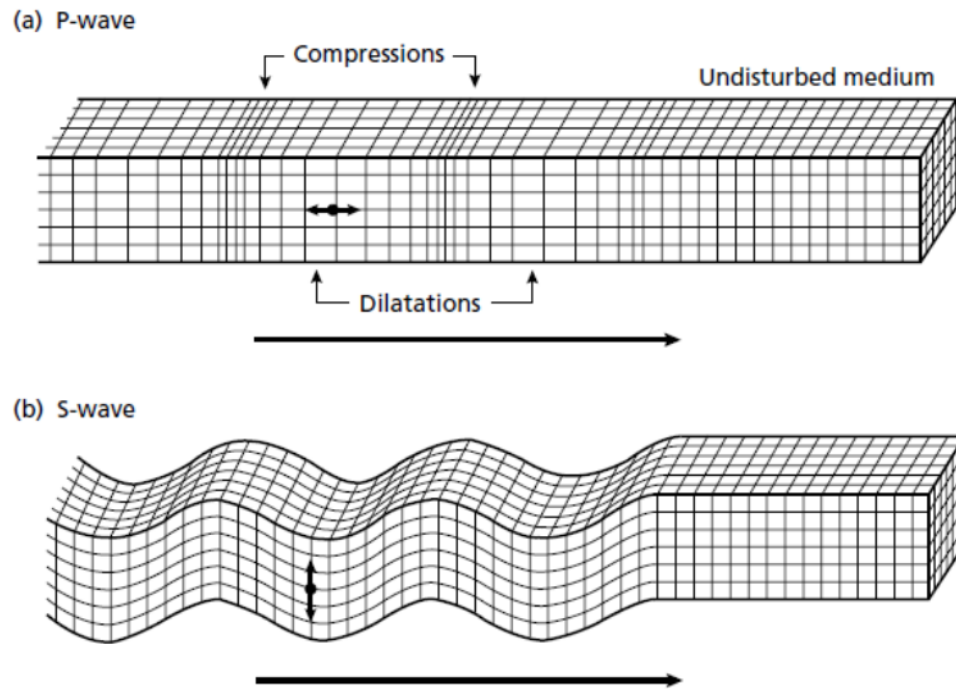 (a) P-wave
Compressions
Undisturbed medium
Dilatations
(b) S-wave